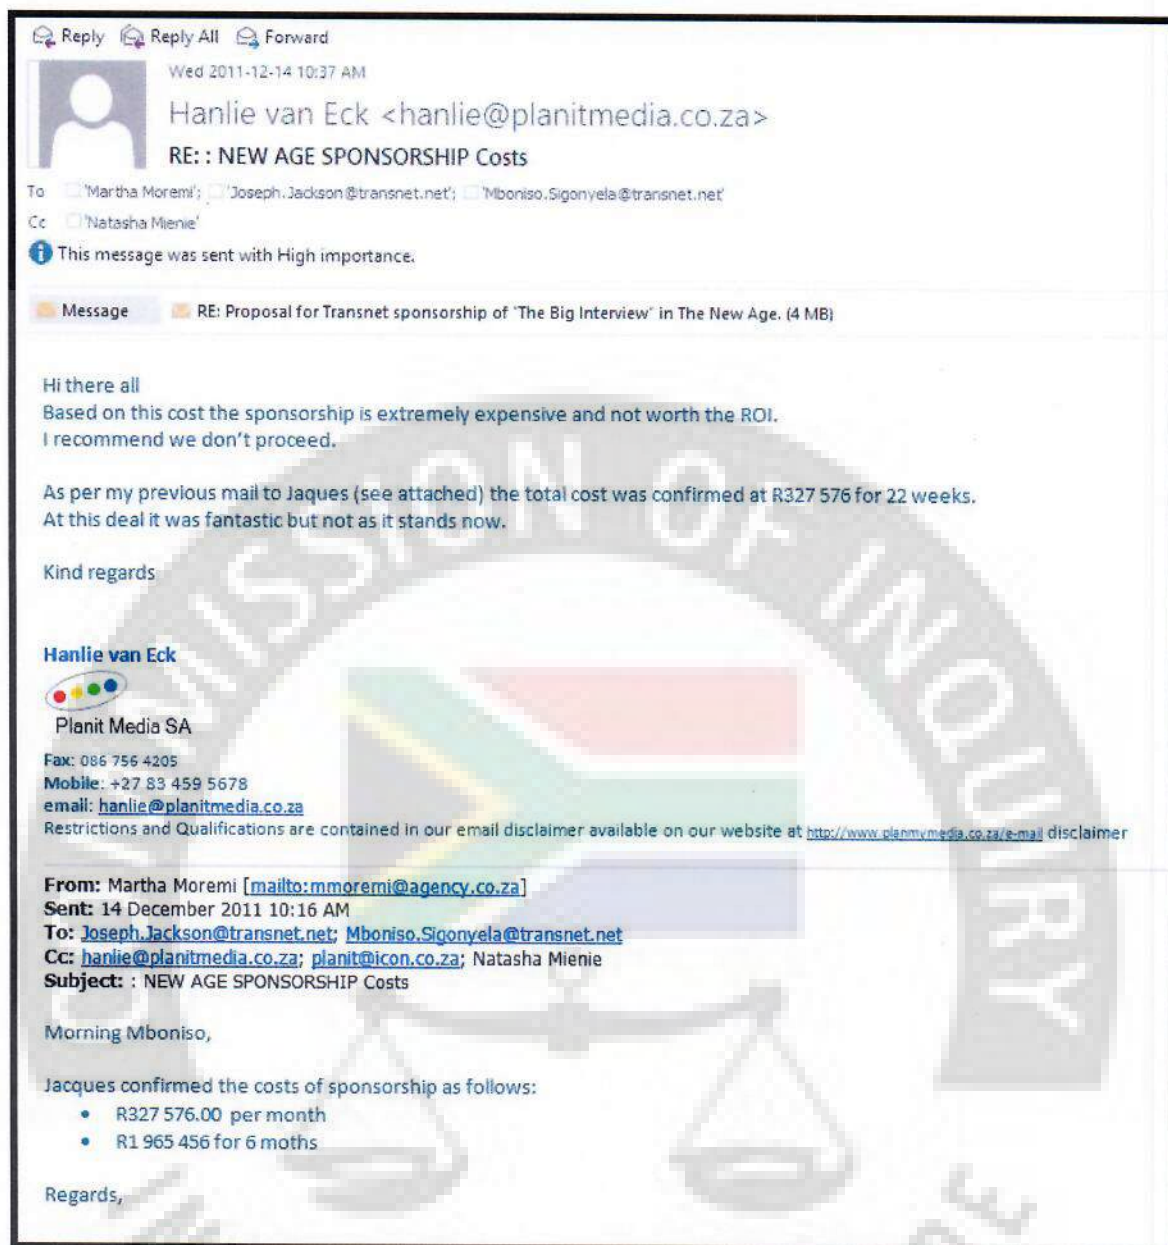 Reply Reply All Forward
Wed 2011-12-14 10:37 AM
Hanlie van Eck <hanlie@planitmedia.co.za>
RE: : NEW AGE SPONSORSHIP Costs
To 'Martha Moremi'; 'Joseph.Jackson@transnet.net'; 'Mboniso.Sigonyela@transnet.net'
Cc 'Natasha Mienie'
This message was sent with High importance.
Message RE: Proposal for Transnet sponsorship of 'The Big Interview' in The New Age. (4 MB)
Hi there all
Based on this cost the sponsorship is extremely expensive and not worth the ROI.
I recommend we don't proceed.
As per my previous mail to Jaques (see attached) the total cost was confirmed at R327 576 for 22 weeks.
At this deal it was fantastic but not as it stands now.
Kind regards
Hanlie van Eck
Planit Media SA
Fax: 086 756 4205
Mobile: +27 83 459 5678
email: hanlie@planitmedia.co.za
Restrictions and Qualifications are contained in our email disclaimer available on our website at http://www.planmymedia.co.za/e-mail disclaimer
From: Martha Moremi [mailto:mmoremi@agency.co.za]
Sent: 14 December 2011 10:16 AM
To: Joseph.Jackson@transnet.net; Mboniso.Sigonyela@transnet.net
Cc: hanlie@planitmedia.co.za; planit@icon.co.za; Natasha Mienie
Subject: : NEW AGE SPONSORSHIP Costs
Morning Mboniso,
Jacques confirmed the costs of sponsorship as follows:
• R327 576.00 per month
• R1 965 456 for 6 moths
Regards,
MISSION OF INQUIRY